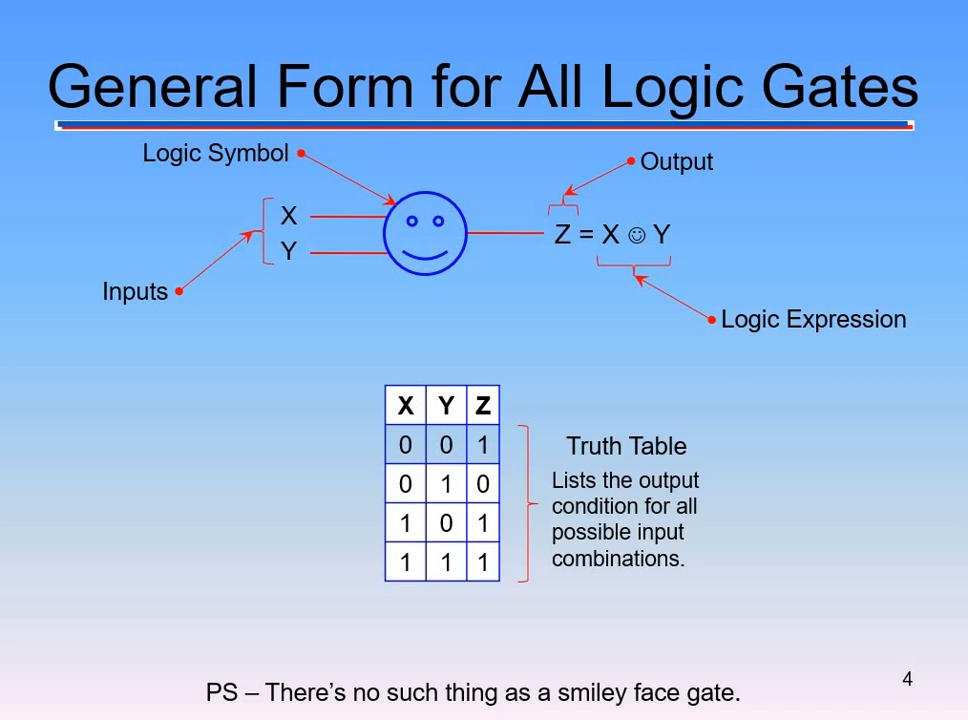 General Form for All Logic Gates
Logic Symbol
Output
X
Y
Z = X ☺ Y
Inputs
Logic Expression
X Y Z
0 0 1
0 1 0
1 0 1
1 1 1
Truth Table
Lists the output
condition for all
possible input
combinations.
4
PS – There's no such thing as a smiley face gate.